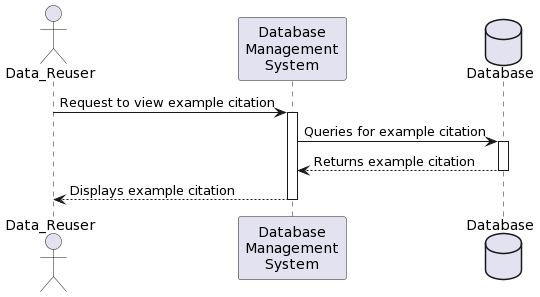 Data_Reuser
Database
Management
System
Database
Request to view example citation
Queries for example citation
Returns example citation
Displays example citation
Data_Reuser
Database
Management
System
Database